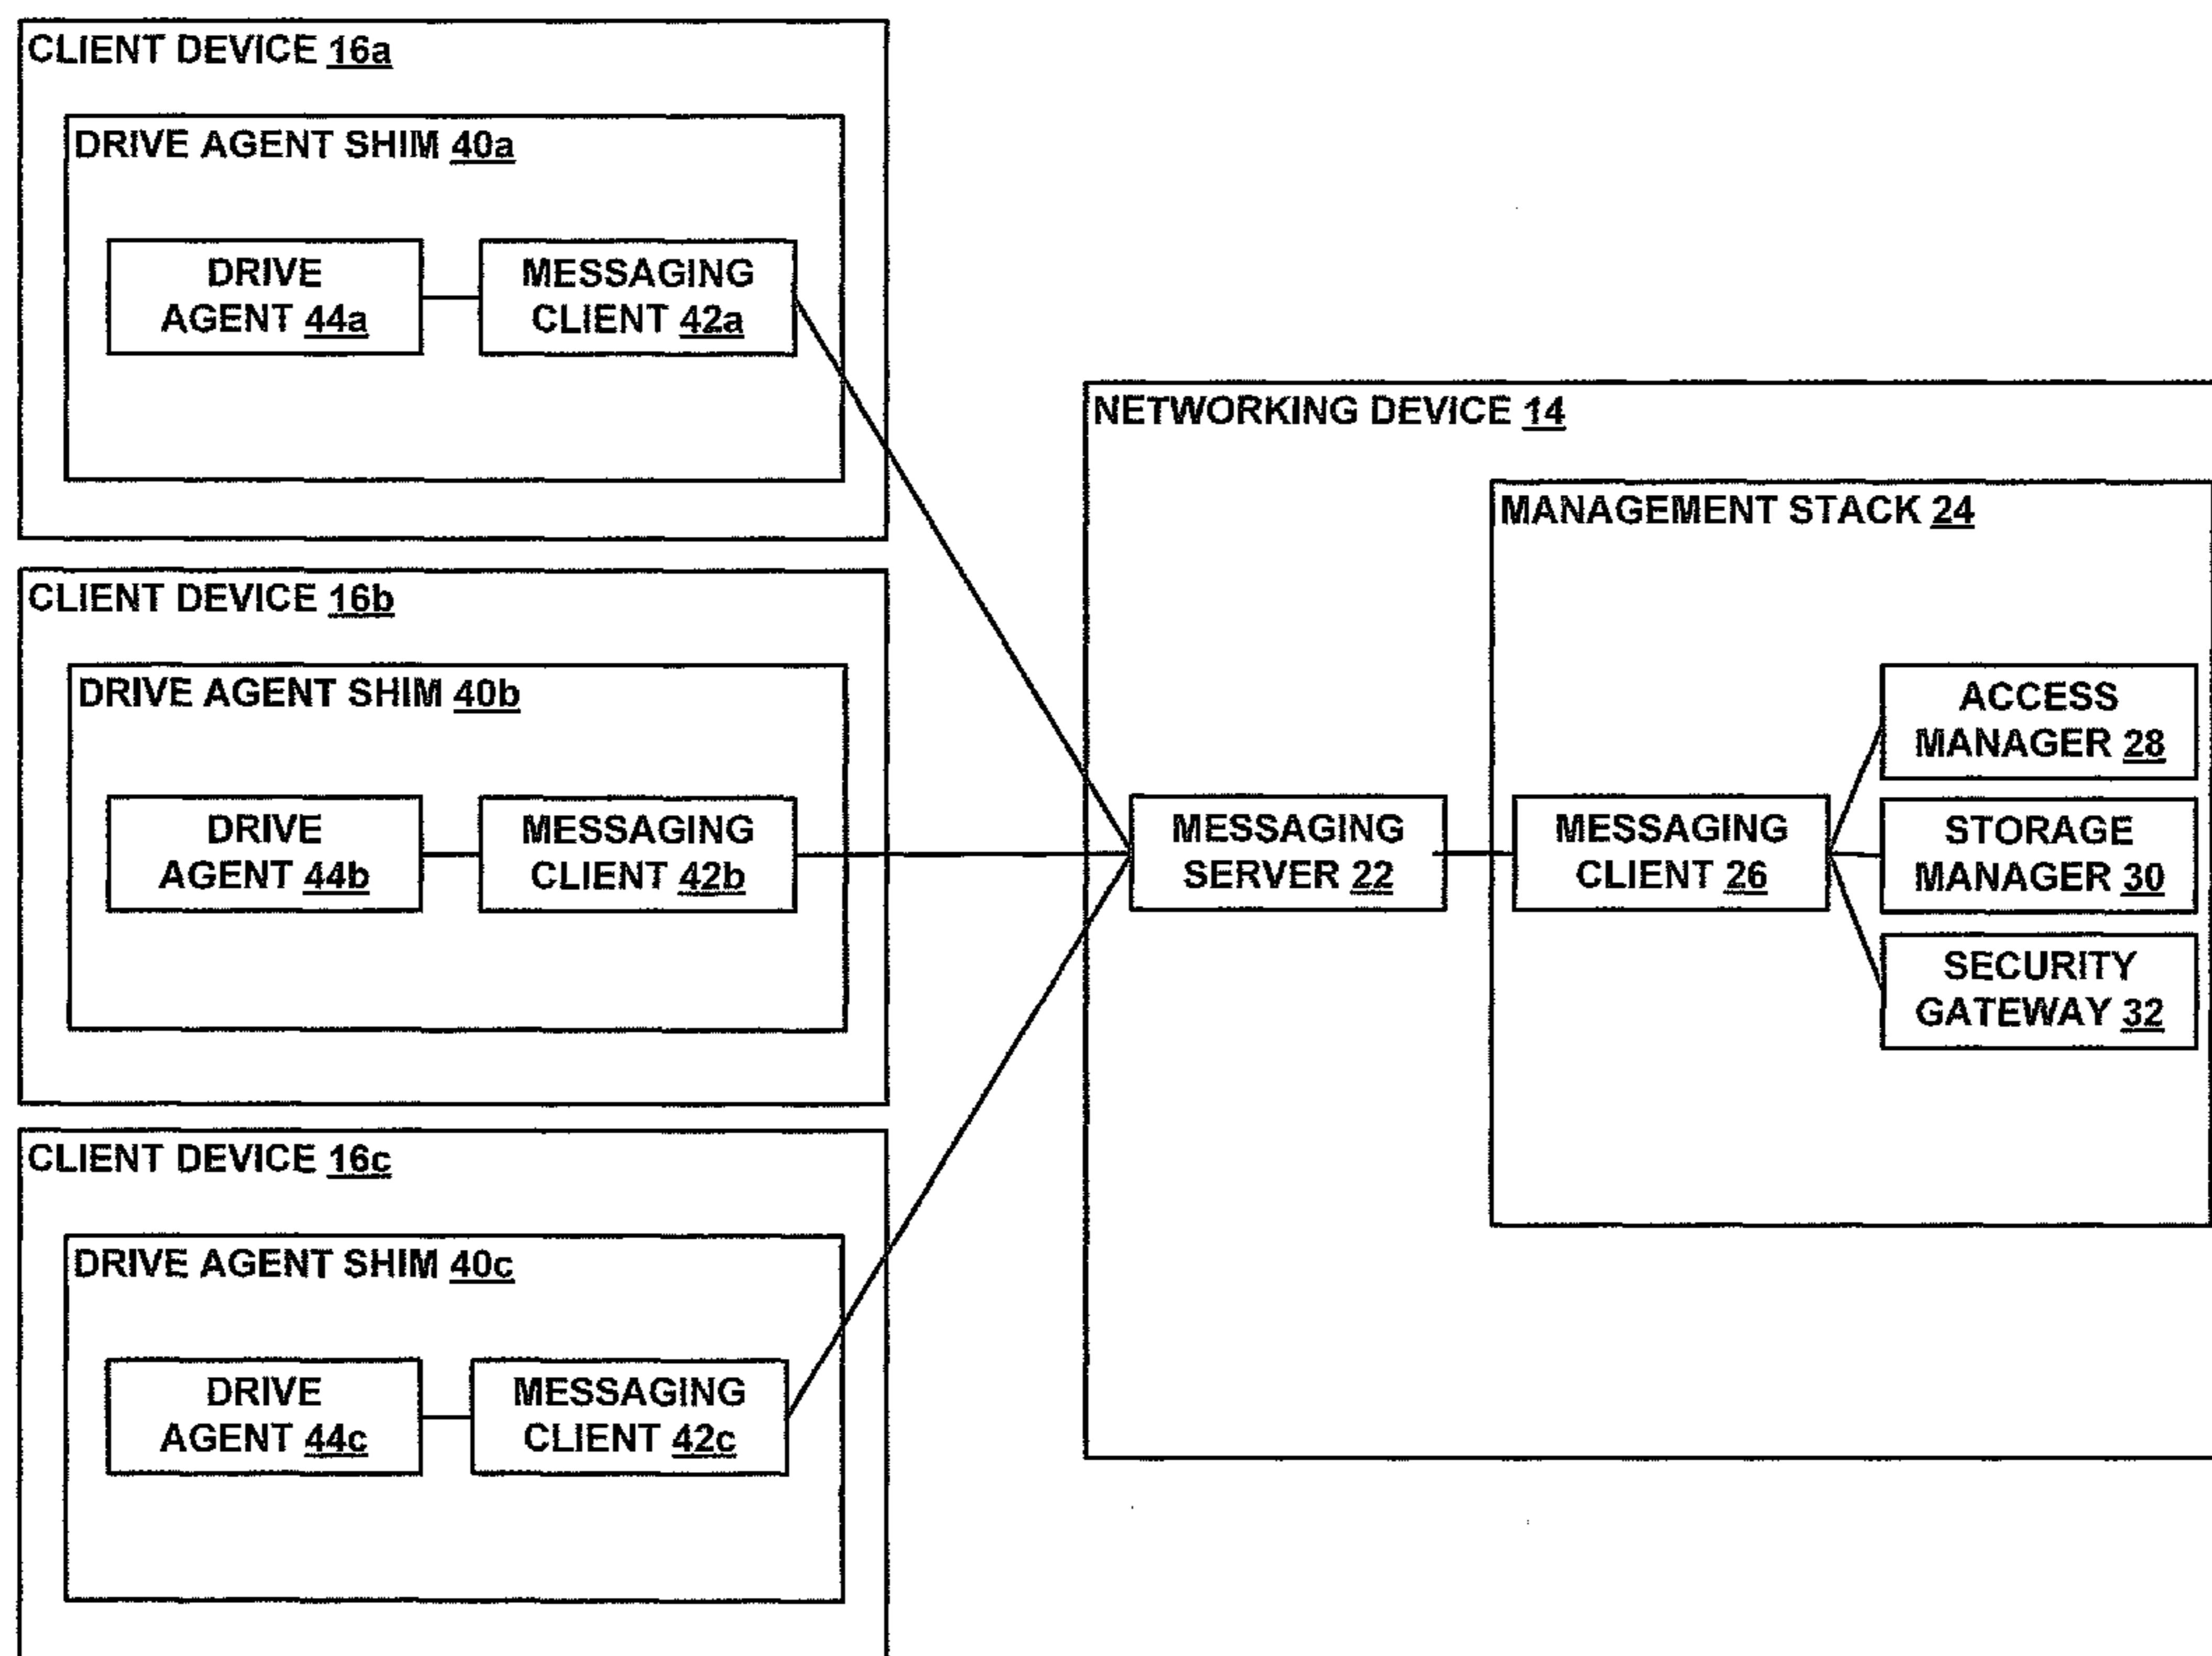 CLIENT DEVICE 16a
DRIVE AGENT SHIM 40a
DRIVE
AGENT 44a
MESSAGING
CLIENT 42a
CLIENT DEVICE 16b
DRIVE AGENT SHIM 40b
DRIVE
AGENT 44b
MESSAGING
CLIENT 42b
CLIENT DEVICE 16c
DRIVE AGENT SHIM 40c
DRIVE
AGENT 44c
MESSAGING
CLIENT 42c
NETWORKING DEVICE 14
MESSAGING
SERVER 22
MANAGEMENT STACK 24
MESSAGING
CLIENT 26
ACCESS
MANAGER 28
STORAGE
MANAGER 30
SECURITY
GATEWAY 32